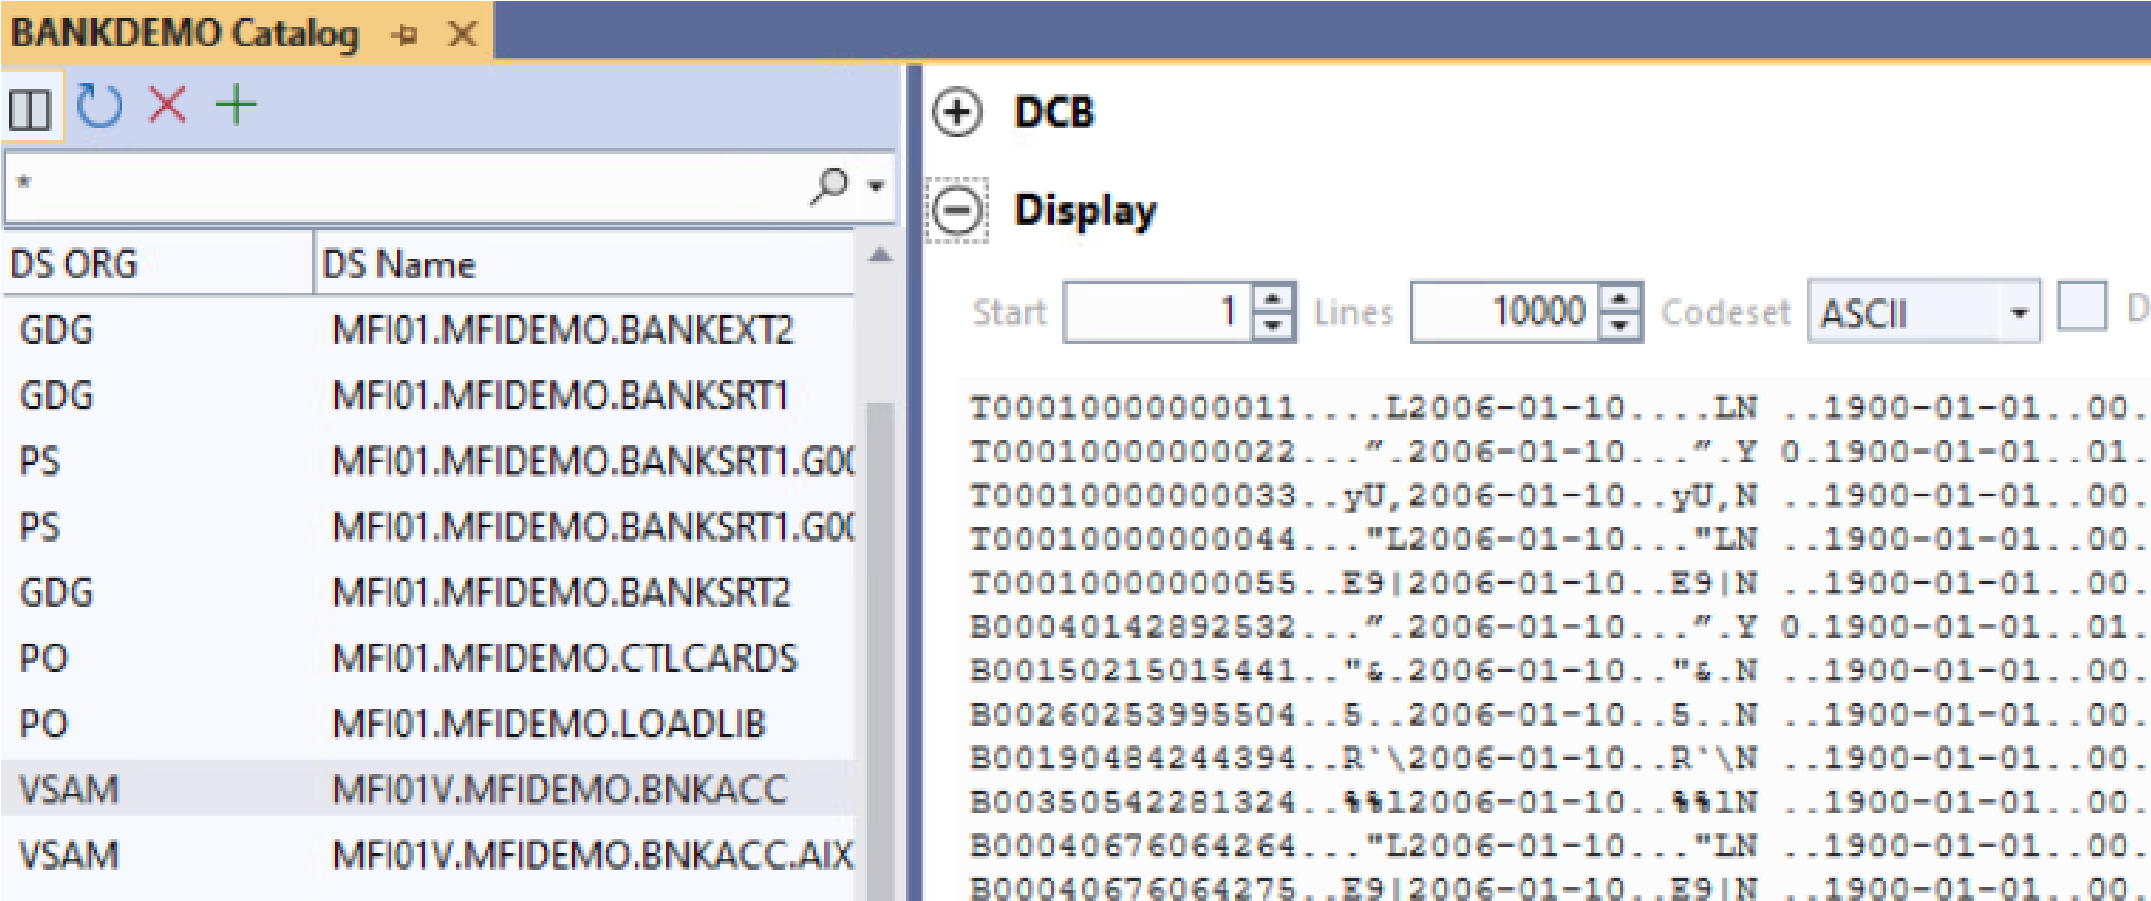 BANKDEMO Catalog
*
DS ORG DS Name
GDG MFI01.MFIDEMO.BANKEXT2
GDG MFI01.MFIDEMO.BANKSRT1
PS MFI01.MFIDEMO.BANKSRT1.G00
PS MFI01.MFIDEMO.BANKSRT1.G00
GDG MFI01.MFIDEMO.BANKSRT2
PO MFI01.MFIDEMO.CTLCARDS
PO MFI01.MFIDEMO.LOADLIB
VSAM MFI01V.MFIDEMO.BNKACC
VSAM MFI01V.MFIDEMO.BNKACC.AIX
DCB
Display
Start 1 Lines 10000 Codeset ASCII D
T00010000000011....L2006-01-10....LN ..1900-01-01..00.
T00010000000022...".2006-01-10...".Y 0.1900-01-01..01.
T00010000000033..yU,2006-01-10..yU,N ..1900-01-01..00.
T00010000000044..."L2006-01-10..."LN ..1900-01-01..00.
T00010000000055..E9|2006-01-10..E9|N ..1900-01-01..00.
B00040142892532...".2006-01-10...".Y 0.1900-01-01..01.
B00150215015441.."&.2006-01-10.."&.N ..1900-01-01..00.
B00260253995504..5..2006-01-10..5..N ..1900-01-01..00.
B00190484244394..R`\2006-01-10..R`\N ..1900-01-01..00.
B00350542281324..%%l2006-01-10..%%lN ..1900-01-01..00.
B00040676064264..."L2006-01-10..."LN ..1900-01-01..00.
B00040676064275..E9|2006-01-10..E9|N ..1900-01-01..00.